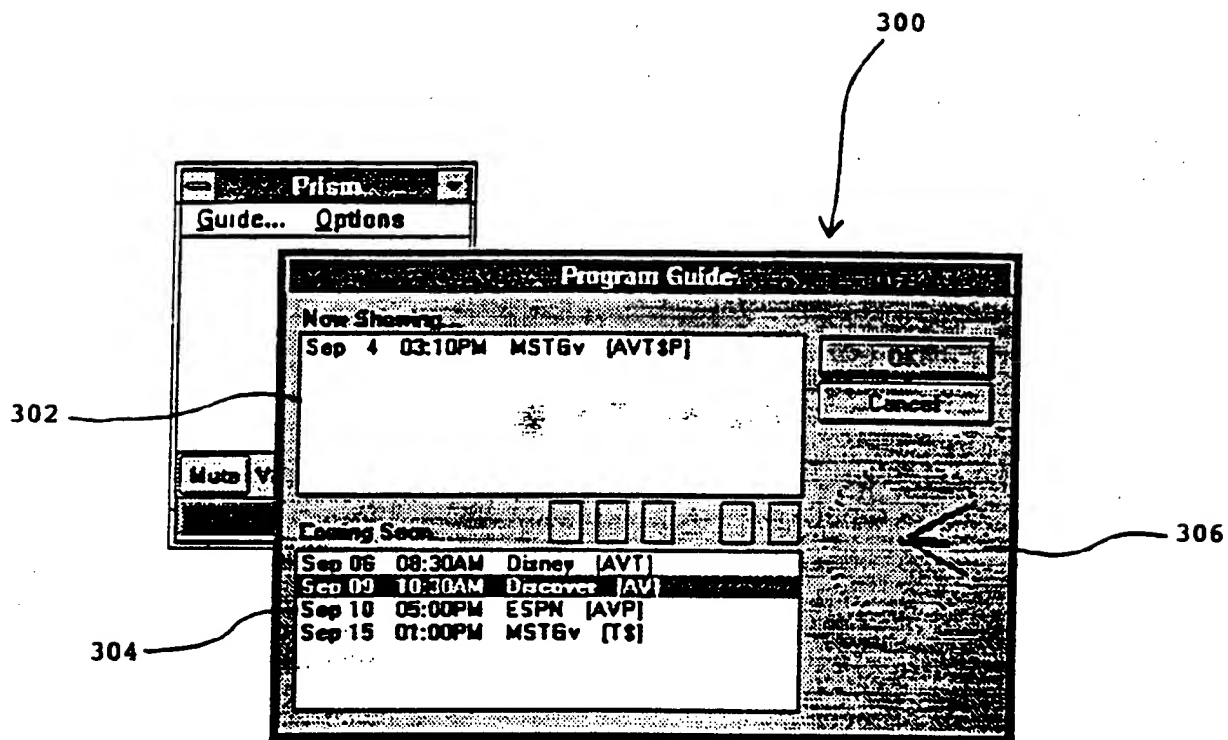 300
Prism
Guide... Options
Program Guide
Now Showing...
Sep 4 03:10PM MSTGv [AVT$P]
OK
Cancel
302
Mute
Coming Soon...
306
Sep 06 08:30AM Disney [AVT]
Sep 09 10:30AM Discover [AV]
Sep 10 05:00PM ESPN [AVP]
Sep 15 01:00PM MSTGv [T$]
304